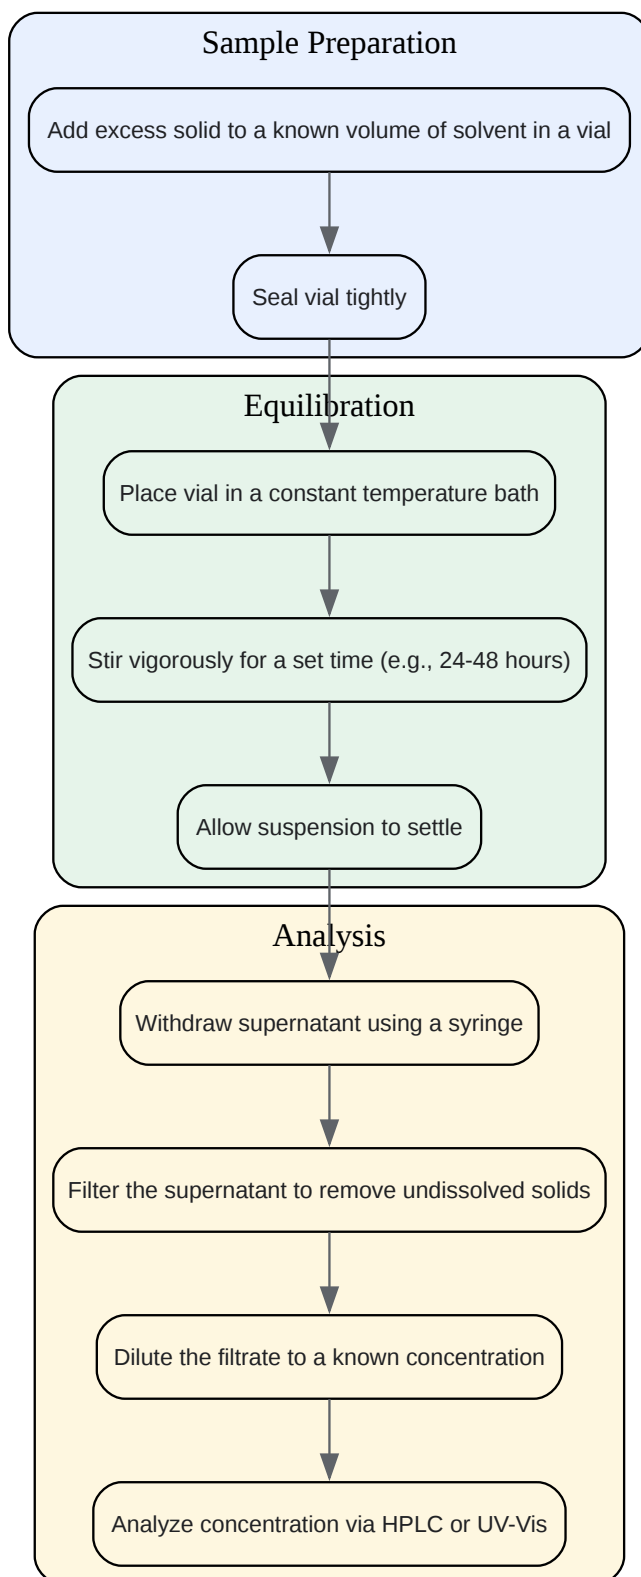 Sample Preparation
Add excess solid to a known volume of solvent in a vial
Seal vial tightly
Equilibration
Place vial in a constant temperature bath
Stir vigorously for a set time (e.g., 24-48 hours)
Allow suspension to settle
Analysis
Withdraw supernatant using a syringe
Filter the supernatant to remove undissolved solids
Dilute the filtrate to a known concentration
Analyze concentration via HPLC or UV-Vis